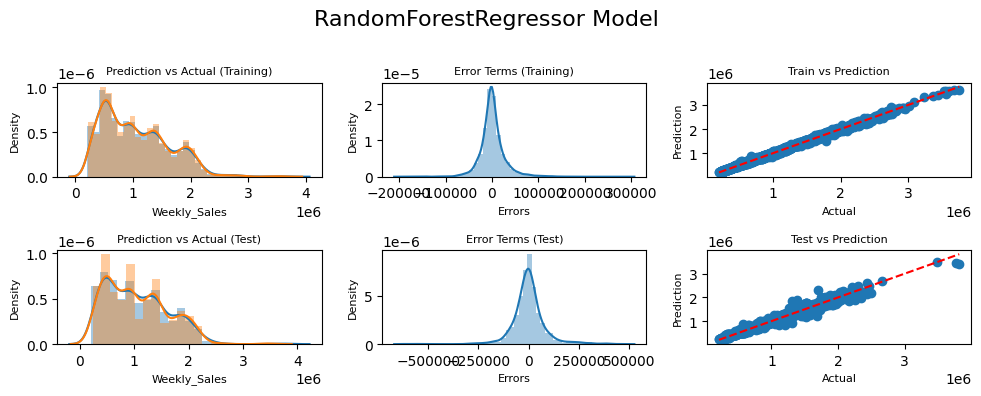 RandomForestRegressor Model
1e−6 Prediction vs Actual (Training)
Density
1.0
0.5
0.0
0 1 2 3 4
Weekly_Sales 1e6
1e−5 Error Terms (Training)
Density
2
1
0
−200000 −100000 0 100000 200000 300000
Errors
1e6 Train vs Prediction
Prediction
3
2
1
1 2 3
Actual 1e6
1e−6 Prediction vs Actual (Test)
Density
1.0
0.5
0.0
0 1 2 3 4
Weekly_Sales 1e6
1e−6 Error Terms (Test)
Density
5
0
−500000 −250000 0 250000 500000
Errors
1e6 Test vs Prediction
Prediction
3
2
1
1 2 3
Actual 1e6